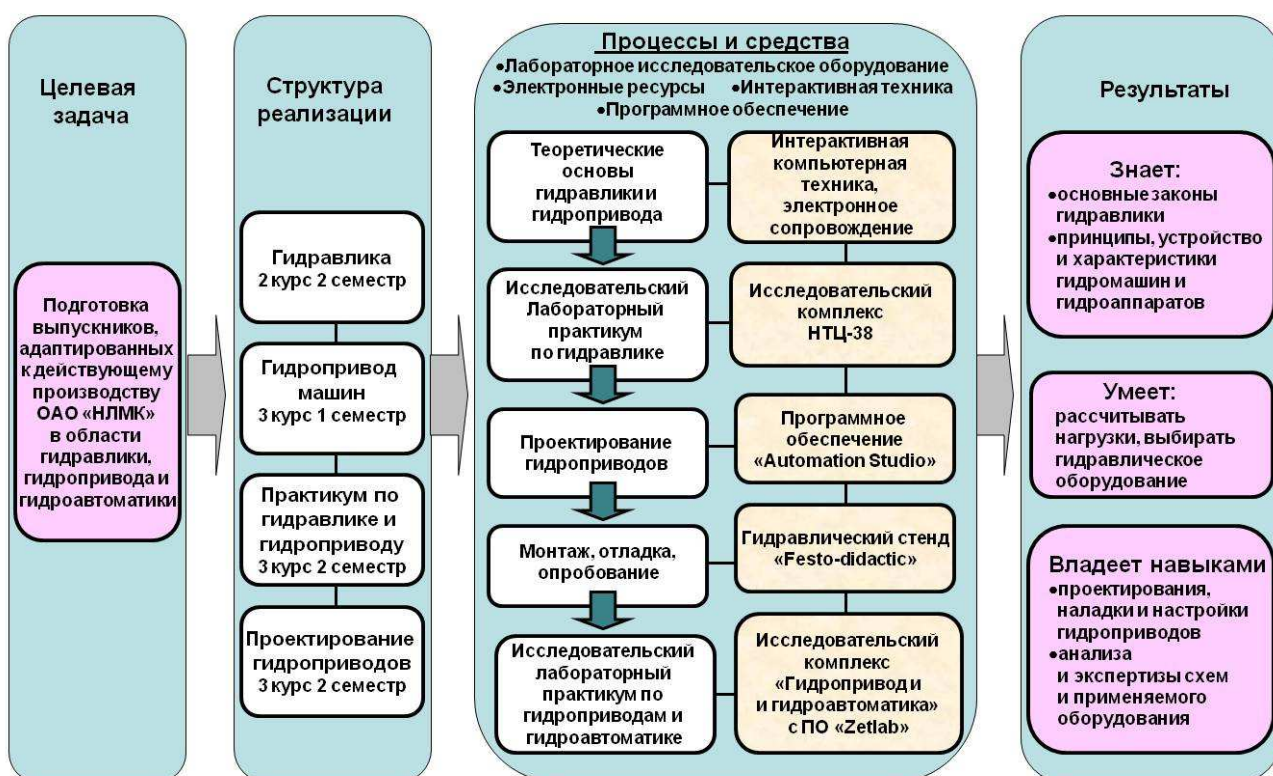 Целевая
задача
Подготовка
выпускников,
адаптированных
к действующему
производству
ОАО «НЛМК»
в области
гидравлики,
гидропривода и
гидроавтоматики
Структура
реализации
Гидравлика
2 курс 2 семестр
Гидропривод
машин
3 курс 1 семестр
Практикум по
гидравлике и
гидроприводу
3 курс 2 семестр
Проектирование
гидроприводов
3 курс 2 семестр
Процессы и средства
•Лабораторное исследовательское оборудование
•Электронные ресурсы •Интерактивная техника
•Программное обеспечение
Теоретические
основы
гидравлики и
гидропривода
Интерактивная
компьютерная
техника,
электронное
сопровождение
Исследовательский
Лабораторный
практикум
по гидравлике
Исследовательский
комплекс
НТЦ-38
Проектирование
гидроприводов
Программное
обеспечение
«Automation Studio»
Монтаж, отладка,
опробование
Гидравлический стенд
«Festo-didactic»
Исследовательский
лабораторный
практикум по
гидроприводам и
гидроавтоматике
Исследовательский
комплекс
«Гидропривод и
и гидроавтоматика»
с ПО «Zetlab»
Результаты
Знает:
•основные законы
гидравлики
•принципы, устройство
и характеристики
гидромашин и
гидроаппаратов
Умеет:
рассчитывать
нагрузки, выбирать
гидравлическое
оборудование
Владеет навыками
•проектирования,
наладки и настройки
гидроприводов
•анализа
и экспертизы схем
и применяемого
оборудования